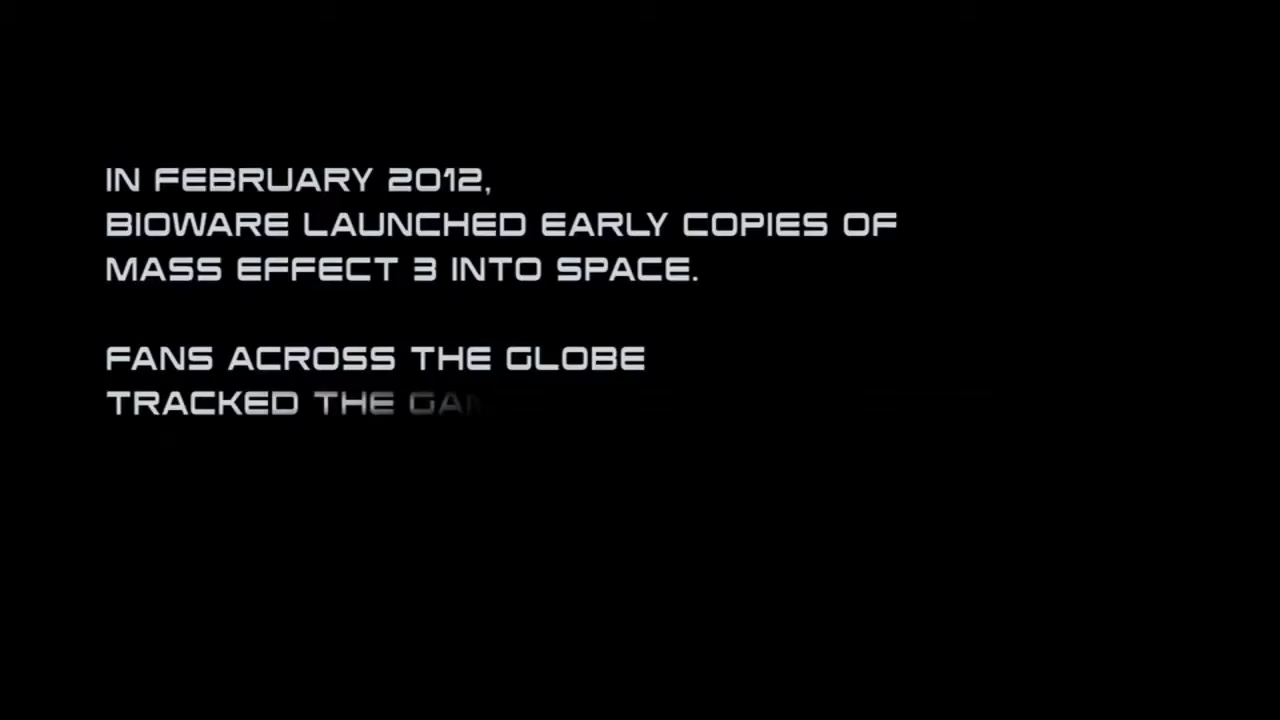 IN FEBRUARY 2012,
BIOWARE LAUNCHED EARLY COPIES OF
MASS EFFECT 3 INTO SPACE.
FANS ACROSS THE GLOBE
TRACKED THE